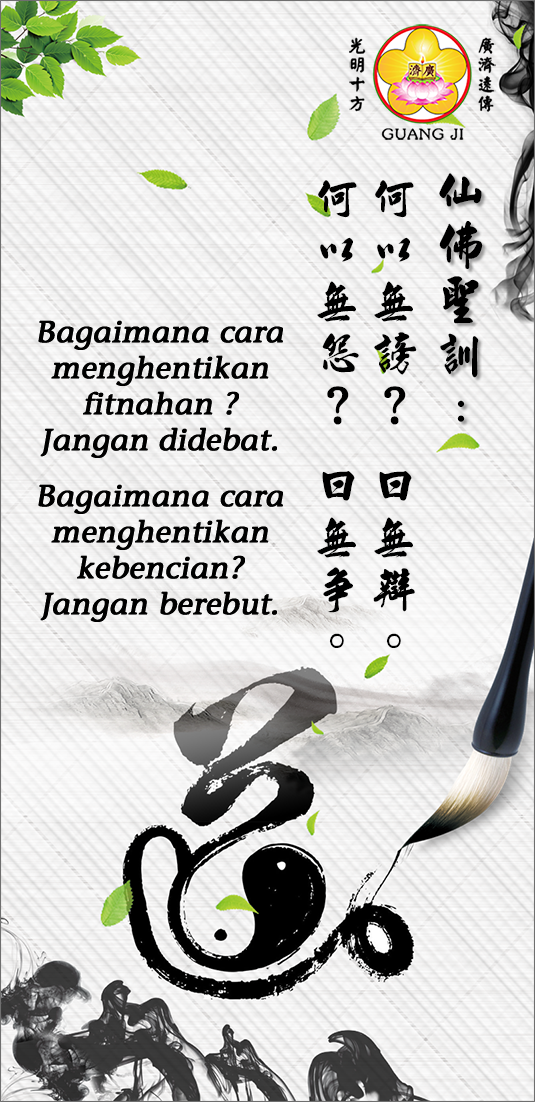 光明十方
廣濟遠傳
廣濟
GUANG JI
仙佛聖訓：
何以無謗？曰無辯。
何以無怨？曰無爭。
Bagaimana cara
menghentikan
fitnahan ?
Jangan didebat.
Bagaimana cara
menghentikan
kebencian?
Jangan berebut.